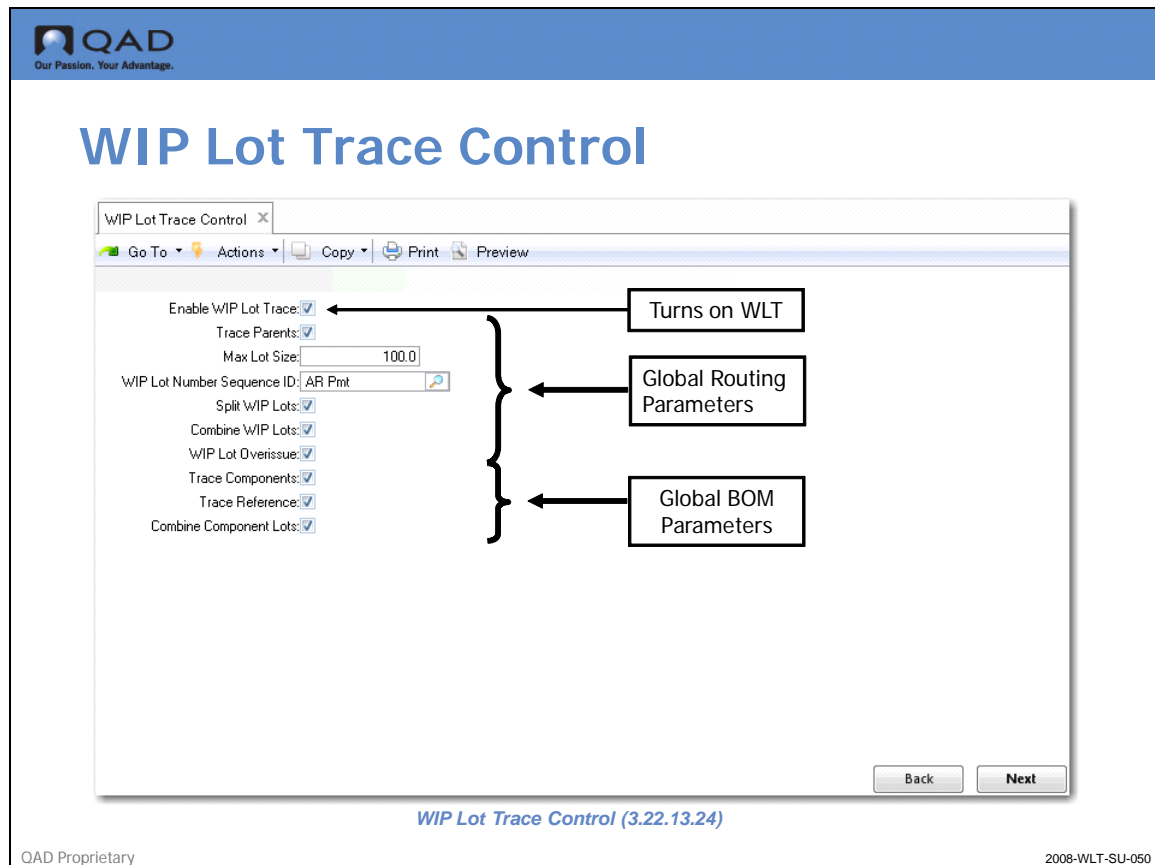 QAD
Our Passion. Your Advantage.
WIP Lot Trace Control
WIP Lot Trace Control
Go To Actions Copy Print Preview
Enable WIP Lot Trace:
Turns on WLT
Trace Parents:
Max Lot Size: 100.0
WIP Lot Number Sequence ID: AR Pmt
Split WIP Lots:
Combine WIP Lots:
WIP Lot Overissue:
Global Routing
Parameters
Trace Components:
Trace Reference:
Combine Component Lots:
Global BOM
Parameters
Back Next
WIP Lot Trace Control (3.22.13.24)
QAD Proprietary 2008-WLT-SU-050